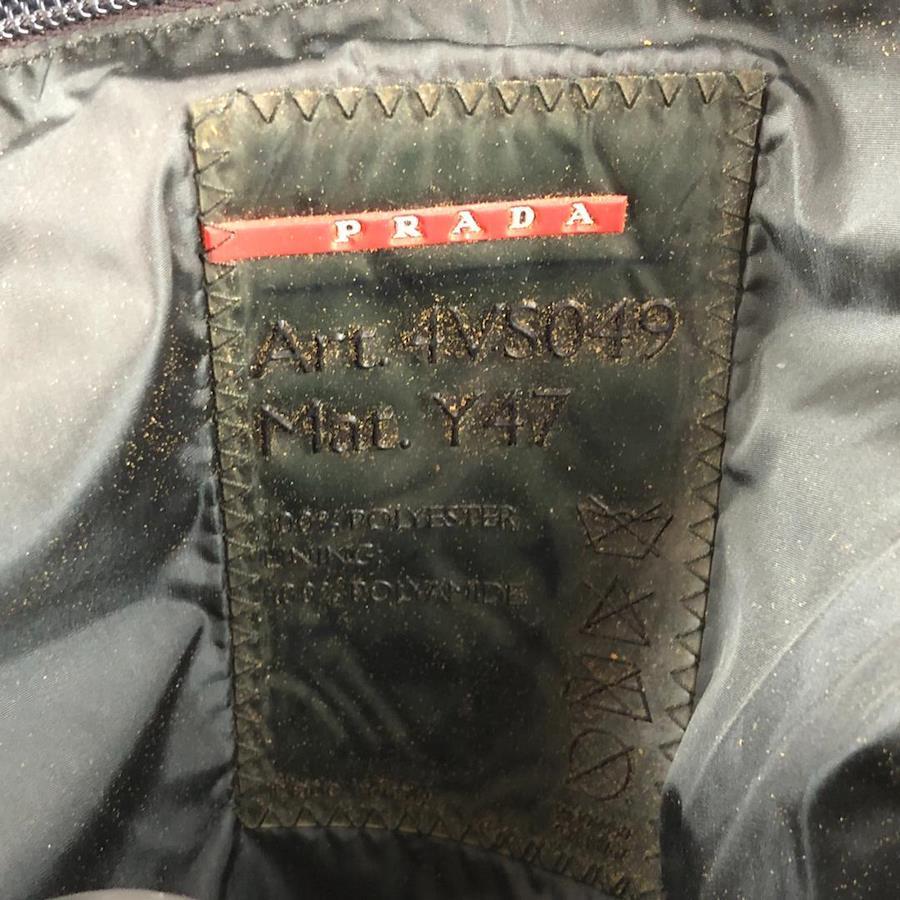 PRADA
Art. 4VS049
Mat. Y47
100% POLYESTER
LINING:
100% POLYAMIDE